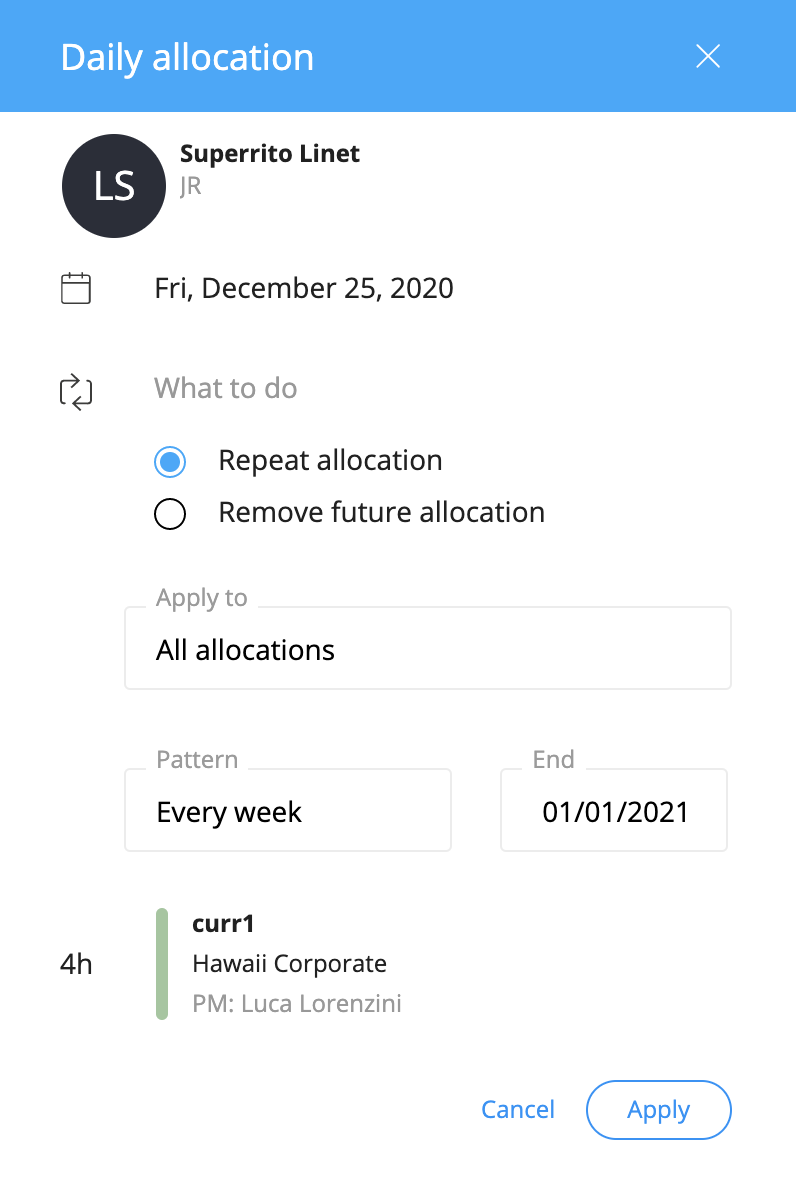 Daily allocation
LS
Superrito Linet
JR
Fri, December 25, 2020
What to do
Repeat allocation
Remove future allocation
Apply to
All allocations
Pattern
End
Every week
01/01/2021
4h
curr1
Hawaii Corporate
PM: Luca Lorenzini
Cancel
Apply